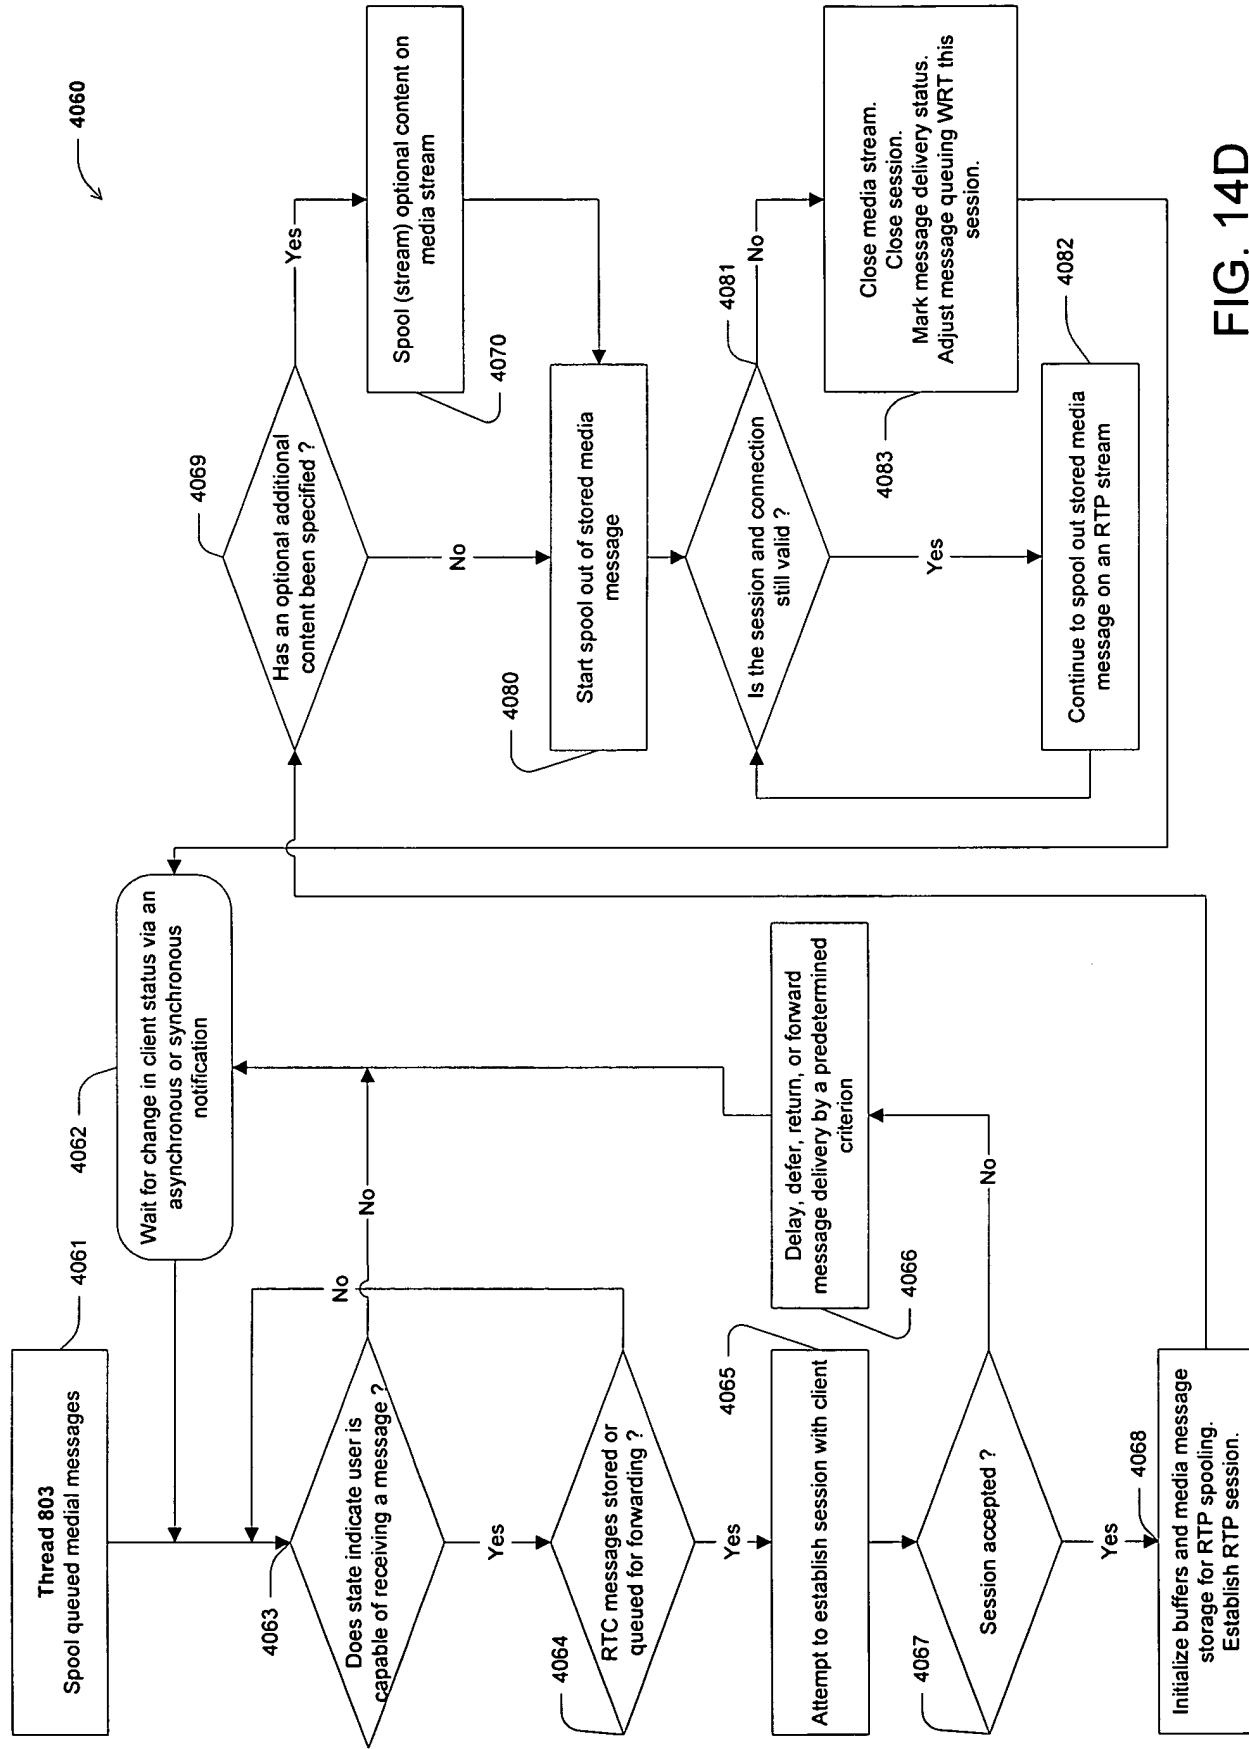 4060
Thread 803
Spool queued medial messages
4061
Wait for change in client status via an
asynchronous or synchronous
notification
4062
4063
Does state indicate user is
capable of receiving a message ?
No
Yes
4064
RTC messages stored or
queued for forwarding ?
No
Yes
4065
Attempt to establish session with client
4066
Delay, defer, return, or forward
message delivery by a predetermined
criterion
4067
Session accepted ?
No
Yes
4068
Initialize buffers and media message
storage for RTP spooling.
Establish RTP session.
4069
Has an optional additional
content been specified ?
Yes
No
Spool (stream) optional content on
media stream
4070
4080
Start spool out of stored media
message
4081
Is the session and connection
still valid ?
No
Yes
Close media stream.
Close session.
Mark message delivery status.
Adjust message queuing WRT this
session.
4083
4082
Continue to spool out stored media
message on an RTP stream
FIG. 14D